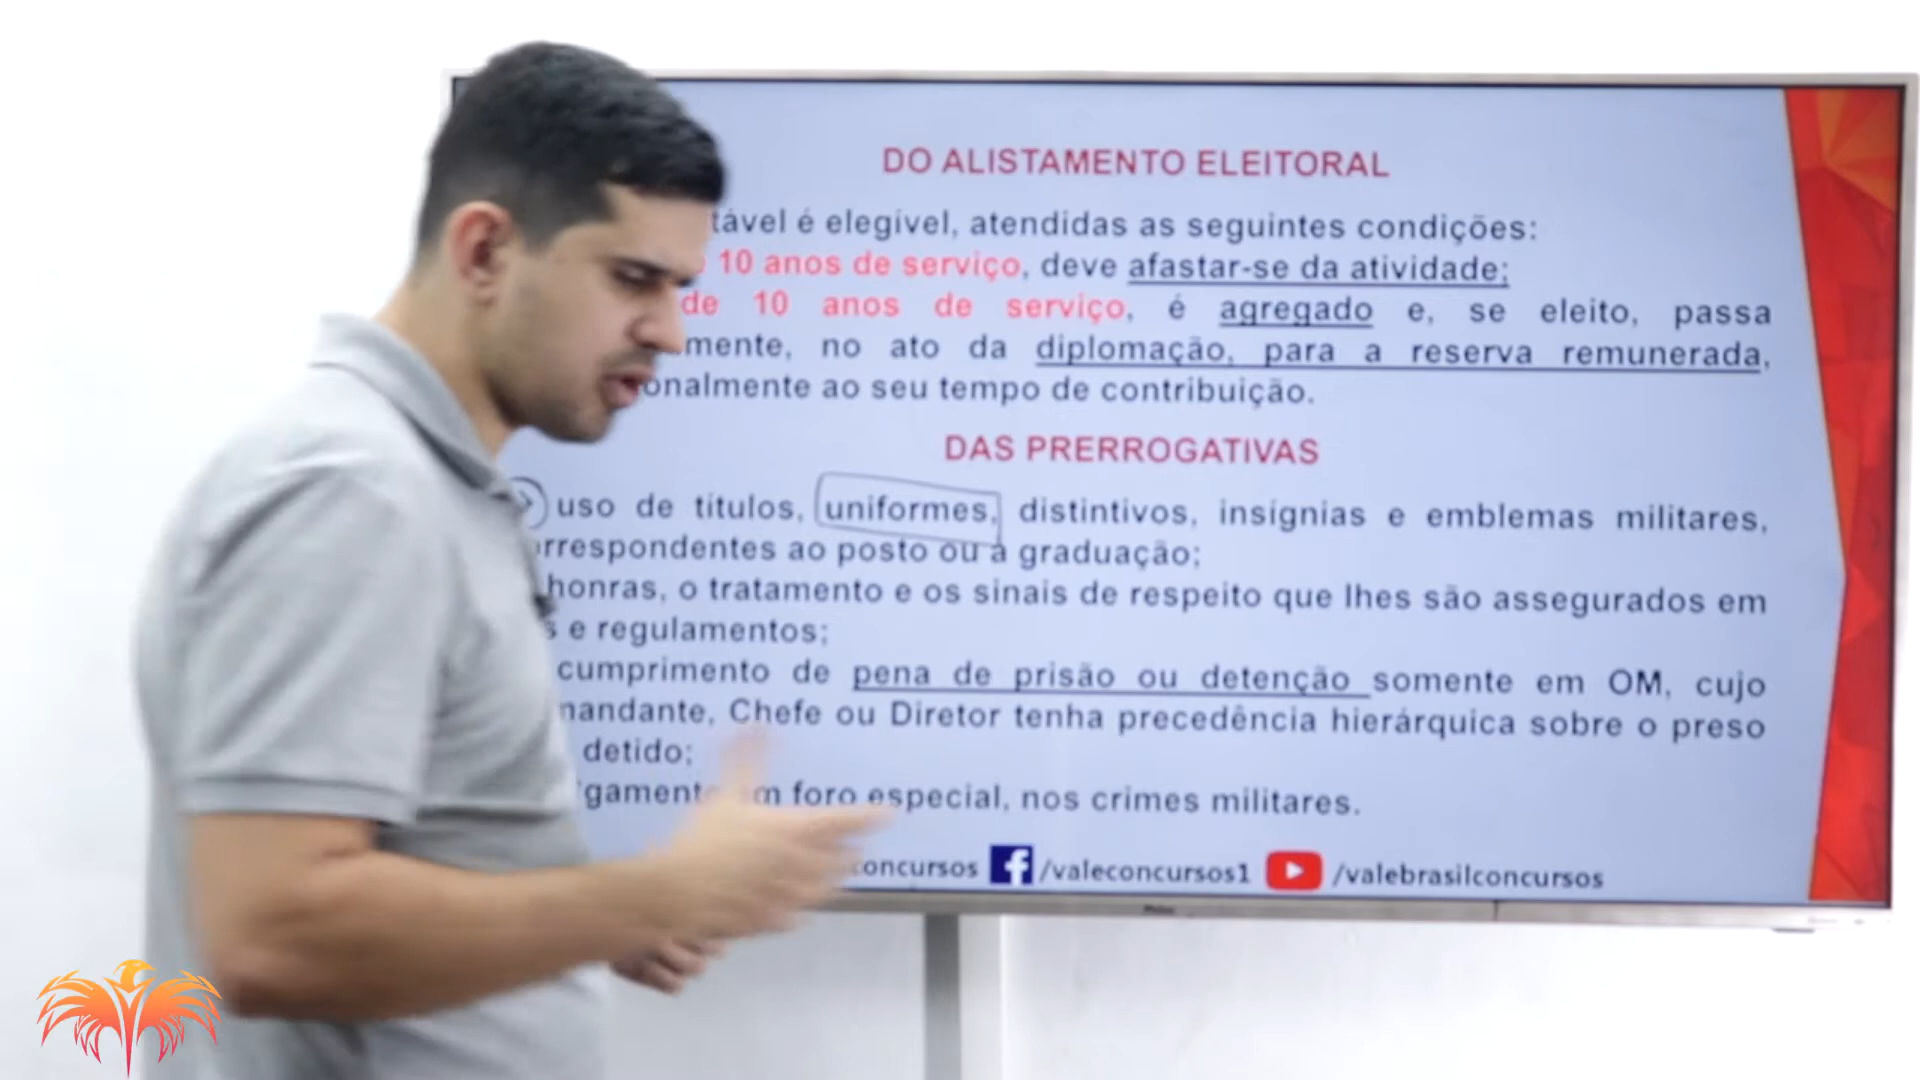 DO ALISTAMENTO ELEITORAL
tável é elegível, atendidas as seguintes condições:
10 anos de serviço, deve afastar-se da atividade;
de 10 anos de serviço, é agregado e, se eleito, passa
mente, no ato da diplomação, para a reserva remunerada,
onalmente ao seu tempo de contribuição.
DAS PRERROGATIVAS
uso de títulos, uniformes, distintivos, insígnias e emblemas militares,
rrespondentes ao posto ou à graduação;
honras, o tratamento e os sinais de respeito que lhes são assegurados em
s e regulamentos;
cumprimento de pena de prisão ou detenção somente em OM, cujo
mandante, Chefe ou Diretor tenha precedência hierárquica sobre o preso
detido;
gament foro especial, nos crimes militares.
concursos /valeconcursos1 /valebrasilconcursos